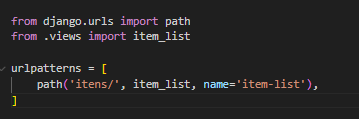 from django.urls import path
from .views import item_list
urlpatterns = [
    path('itens/', item_list, name='item-list'),
]